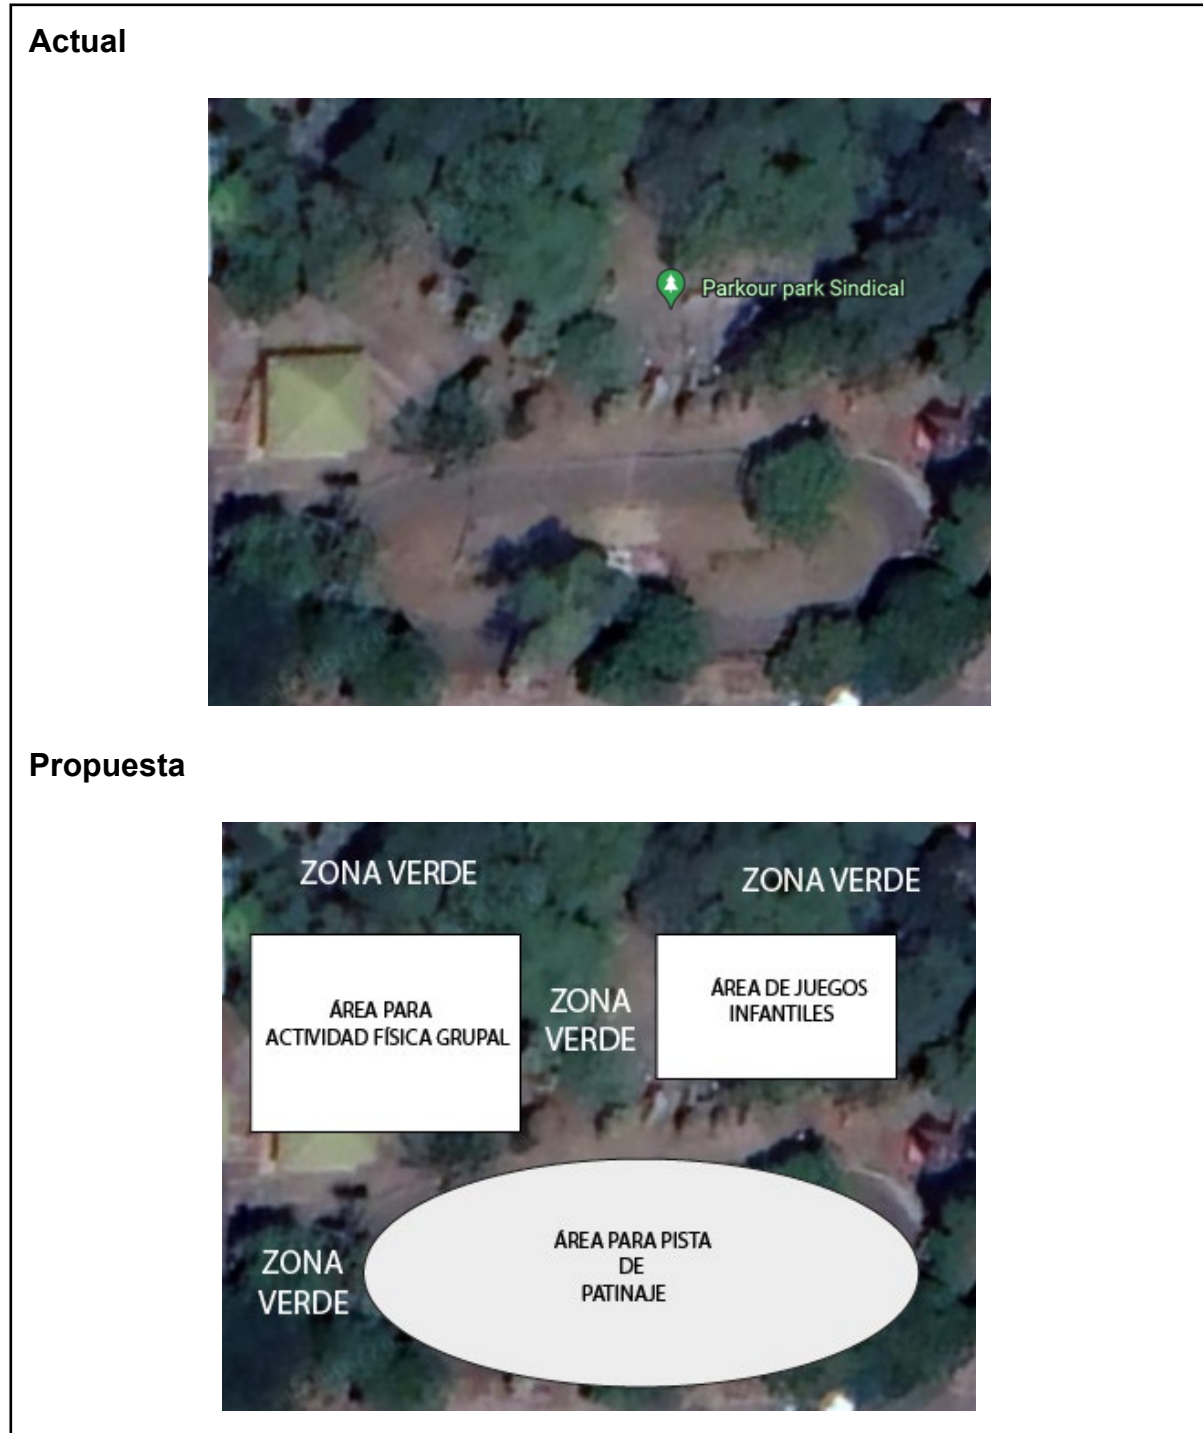 Actual
Parkour park Sindical
Propuesta
ZONA VERDE
ZONA VERDE
ÁREA PARA
ACTIVIDAD FÍSICA GRUPAL
ZONA
VERDE
ÁREA DE JUEGOS
INFANTILES
ZONA
VERDE
ÁREA PARA PISTA
DE
PATINAJE